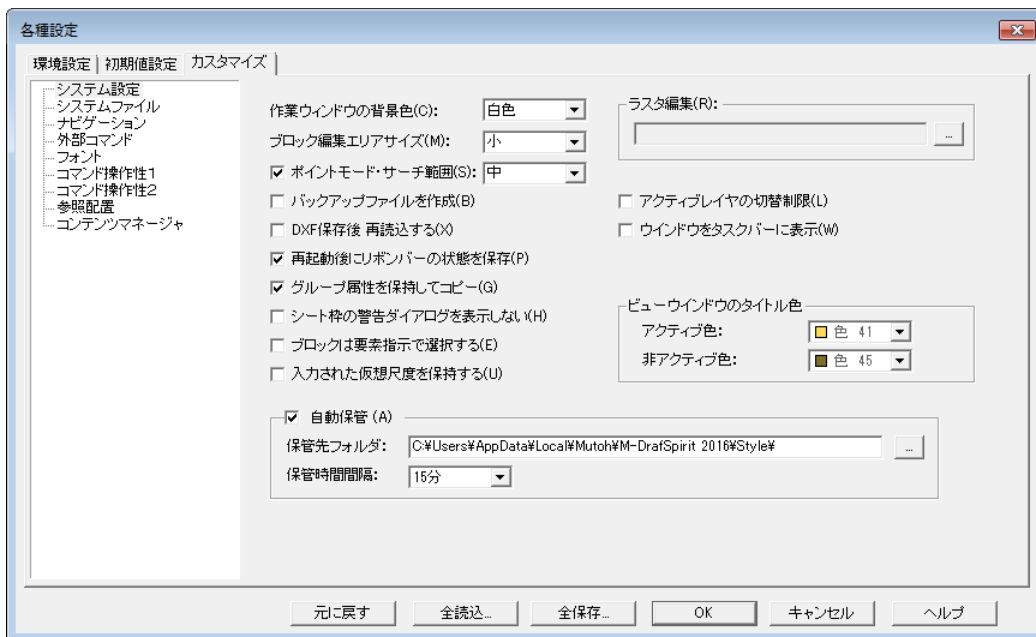 各種設定
環境設定 初期値設定 カスタマイズ
システム設定
システムファイル
ナビゲーション
外部コマンド
フォント
コマンド操作性1
コマンド操作性2
参照配置
コンテンツマネージャ
作業ウィンドウの背景色(C): 白色
ブロック編集エリアサイズ(M): 小
ポイントモード・サーチ範囲(S): 中
バックアップファイルを作成(B)
DXF保存後 再読込する(X)
再起動後にリボンバーの状態を保存(P)
グループ属性を保持してコピー(G)
シート枠の警告ダイアログを表示しない(H)
ブロックは要素指示で選択する(E)
入力された仮想尺度を保持する(U)
ラスタ編集(R):
...
アクティブレイヤの切替制限(L)
ウインドウをタスクバーに表示(W)
ビューウインドウのタイトル色
アクティブ色: 色 41
非アクティブ色: 色 45
自動保管(A)
保管先フォルダ: C:¥Users¥AppData¥Local¥Mutoh¥M-DrafSpirit 2016¥Style¥ ...
保管時間間隔: 15分
元に戻す 全読込... 全保存... OK キャンセル ヘルプ